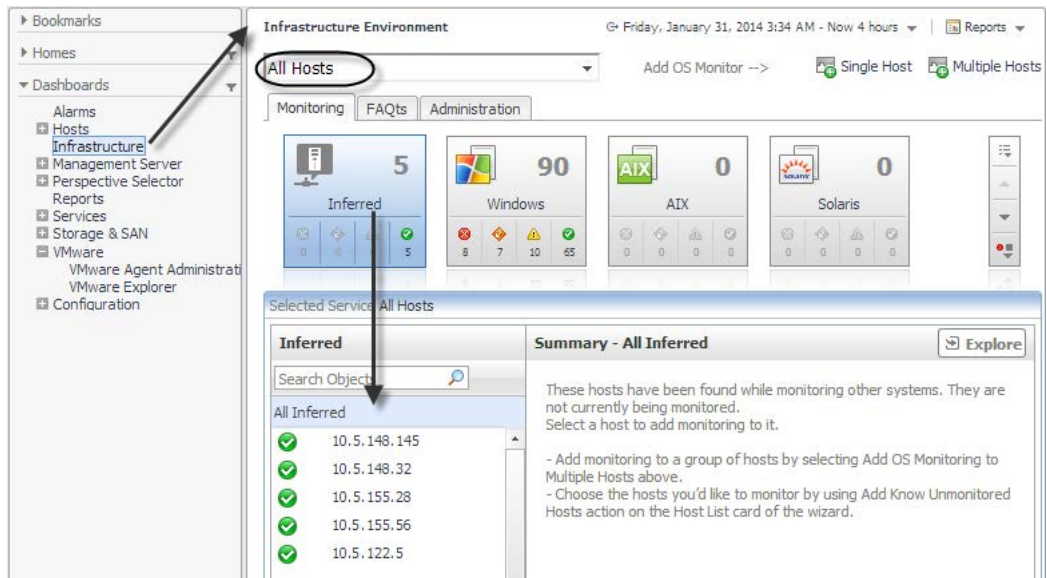 Bookmarks
Homes
Dashboards
Alarms
Hosts
Infrastructure
Management Server
Perspective Selector
Reports
Services
Storage & SAN
VMware
VMware Agent Administrati
VMware Explorer
Configuration
Infrastructure Environment
Friday, January 31, 2014 3:34 AM - Now 4 hours
Reports
All Hosts
Add OS Monitor -->
Single Host
Multiple Hosts
Monitoring FAQts Administration
5
Inferred
0 0 0 5
90
Windows
8 7 10 65
AIX
0
AIX
0 0 0 0
SOLARIS
0
Solaris
0 0 0 0
Selected Service All Hosts
Inferred
Search Objects
All Inferred
10.5.148.145
10.5.148.32
10.5.155.28
10.5.155.56
10.5.122.5
Summary - All Inferred
Explore
These hosts have been found while monitoring other systems. They are
not currently being monitored.
Select a host to add monitoring to it.
- Add monitoring to a group of hosts by selecting Add OS Monitoring to
Multiple Hosts above.
- Choose the hosts you'd like to monitor by using Add Know Unmonitored
Hosts action on the Host List card of the wizard.